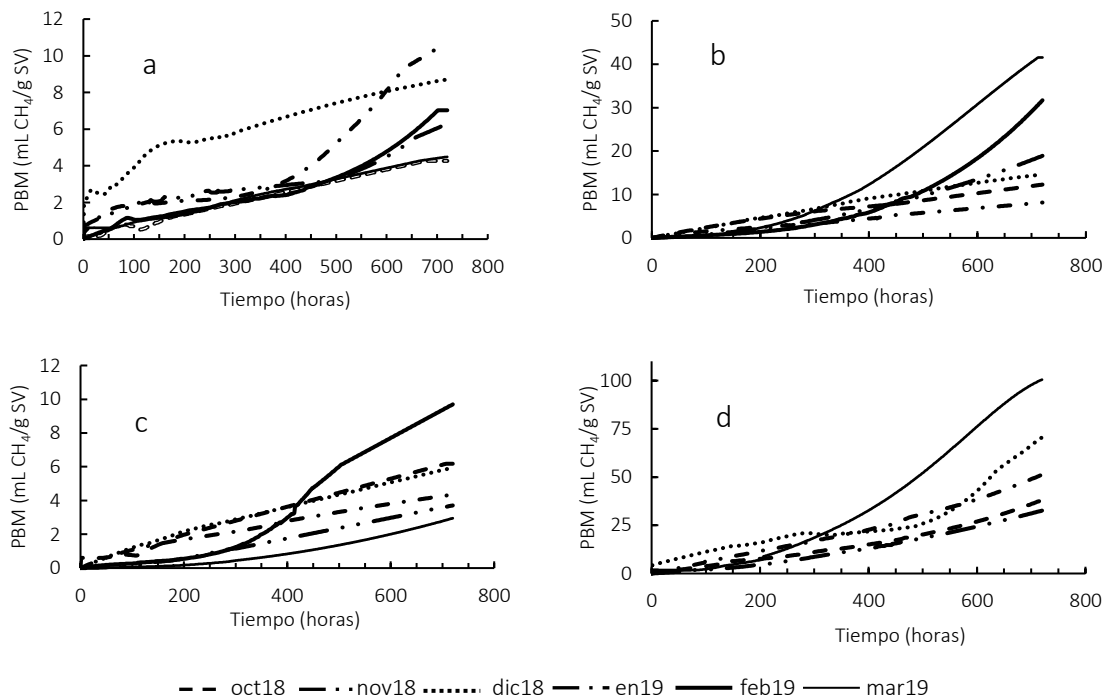 a
PBM (mL CH₄/g SV)
12
10
8
6
4
2
0
0 100 200 300 400 500 600 700 800
Tiempo (horas)
b
PBM (mL CH₄/g SV)
50
40
30
20
10
0
0 200 400 600 800
Tiempo (horas)
c
PBM (mL CH₄/g SV)
12
10
8
6
4
2
0
0 200 400 600 800
Tiempo (horas)
d
PBM (mL CH₄/g SV)
100
75
50
25
0
0 200 400 600 800
Tiempo (horas)
oct18 nov18 dic18 en19 feb19 mar19